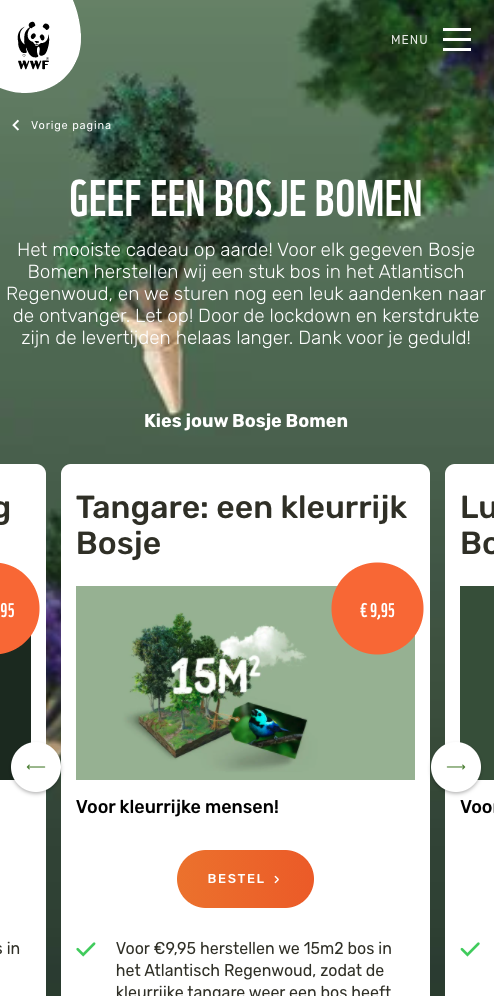 WWF
MENU
Vorige pagina
GEEF EEN BOSJE BOMEN
Het mooiste cadeau op aarde! Voor elk gegeven Bosje
Bomen herstellen wij een stuk bos in het Atlantisch
Regenwoud, en we sturen nog een leuk aandenken naar
de ontvanger. Let op! Door de lockdown en kerstdrukte
zijn de levertijden helaas langer. Dank voor je geduld!
Kies jouw Bosje Bomen
g
95
s in
Tangare: een kleurrijk
Bosje
€ 9,95
15M²
Voor kleurrijke mensen!
BESTEL
Voor €9,95 herstellen we 15m2 bos in
het Atlantisch Regenwoud, zodat de
kleurrijke tangare weer een bos heeft
Lu
Bo
Voo